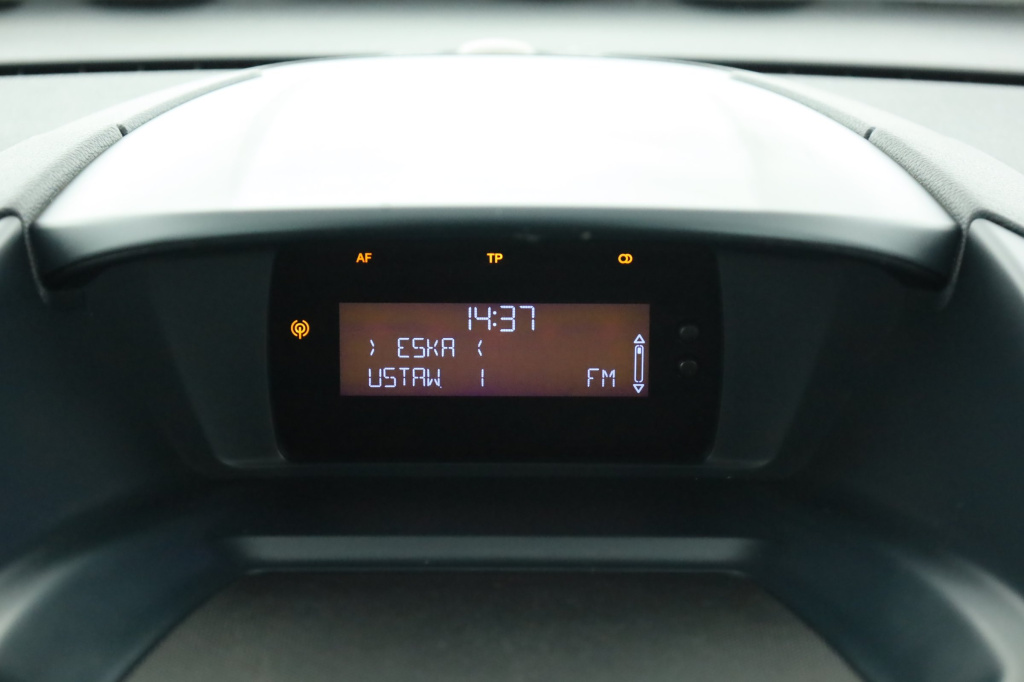 AF TP
14:37
> ESKA <
USTAW. 1 FM